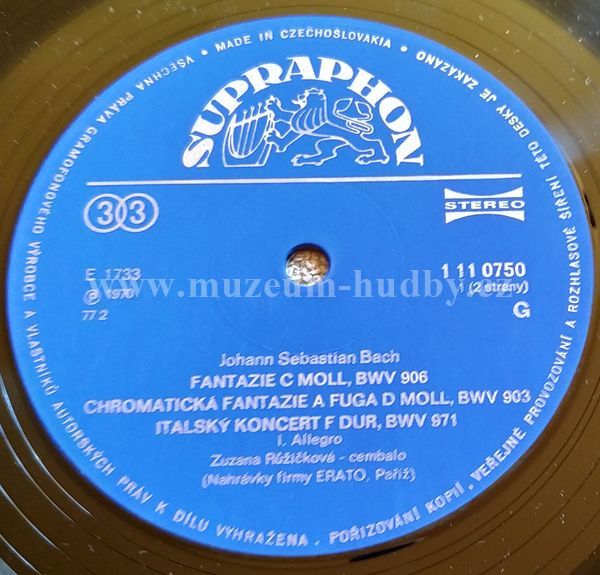 VŠECHNA PRÁVA GRAMOFONOVÉHO VÝROBCE A VLASTNÍKŮ AUTORSKÝCH PRÁV K DÍLU VYHRAŽENA. POŘIZOVÁNÍ KOPIÍ, VEŘEJNÉ PROVOZOVÁNÍ A ROZHLASOVÉ ŠÍŘENÍ TÉTO DESKY JE ZAKÁZÁNO
• MADE IN CZECHOSLOVAKIA •
SUPRAPHON
33
STEREO
E 1733
1 11 0750
Ⓟ 1970
(2 strany)
77 2
G
www.muzeum-hudby.cz
Johann Sebastian Bach
FANTAZIE C MOLL, BWV 906
CHROMATICKÁ FANTAZIE A FUGA D MOLL, BWV 903
ITALSKÝ KONCERT F DUR, BWV 971
I. Allegro
Zuzana Růžičková - cembalo
(Nahrávky firmy ERATO, Paříž)